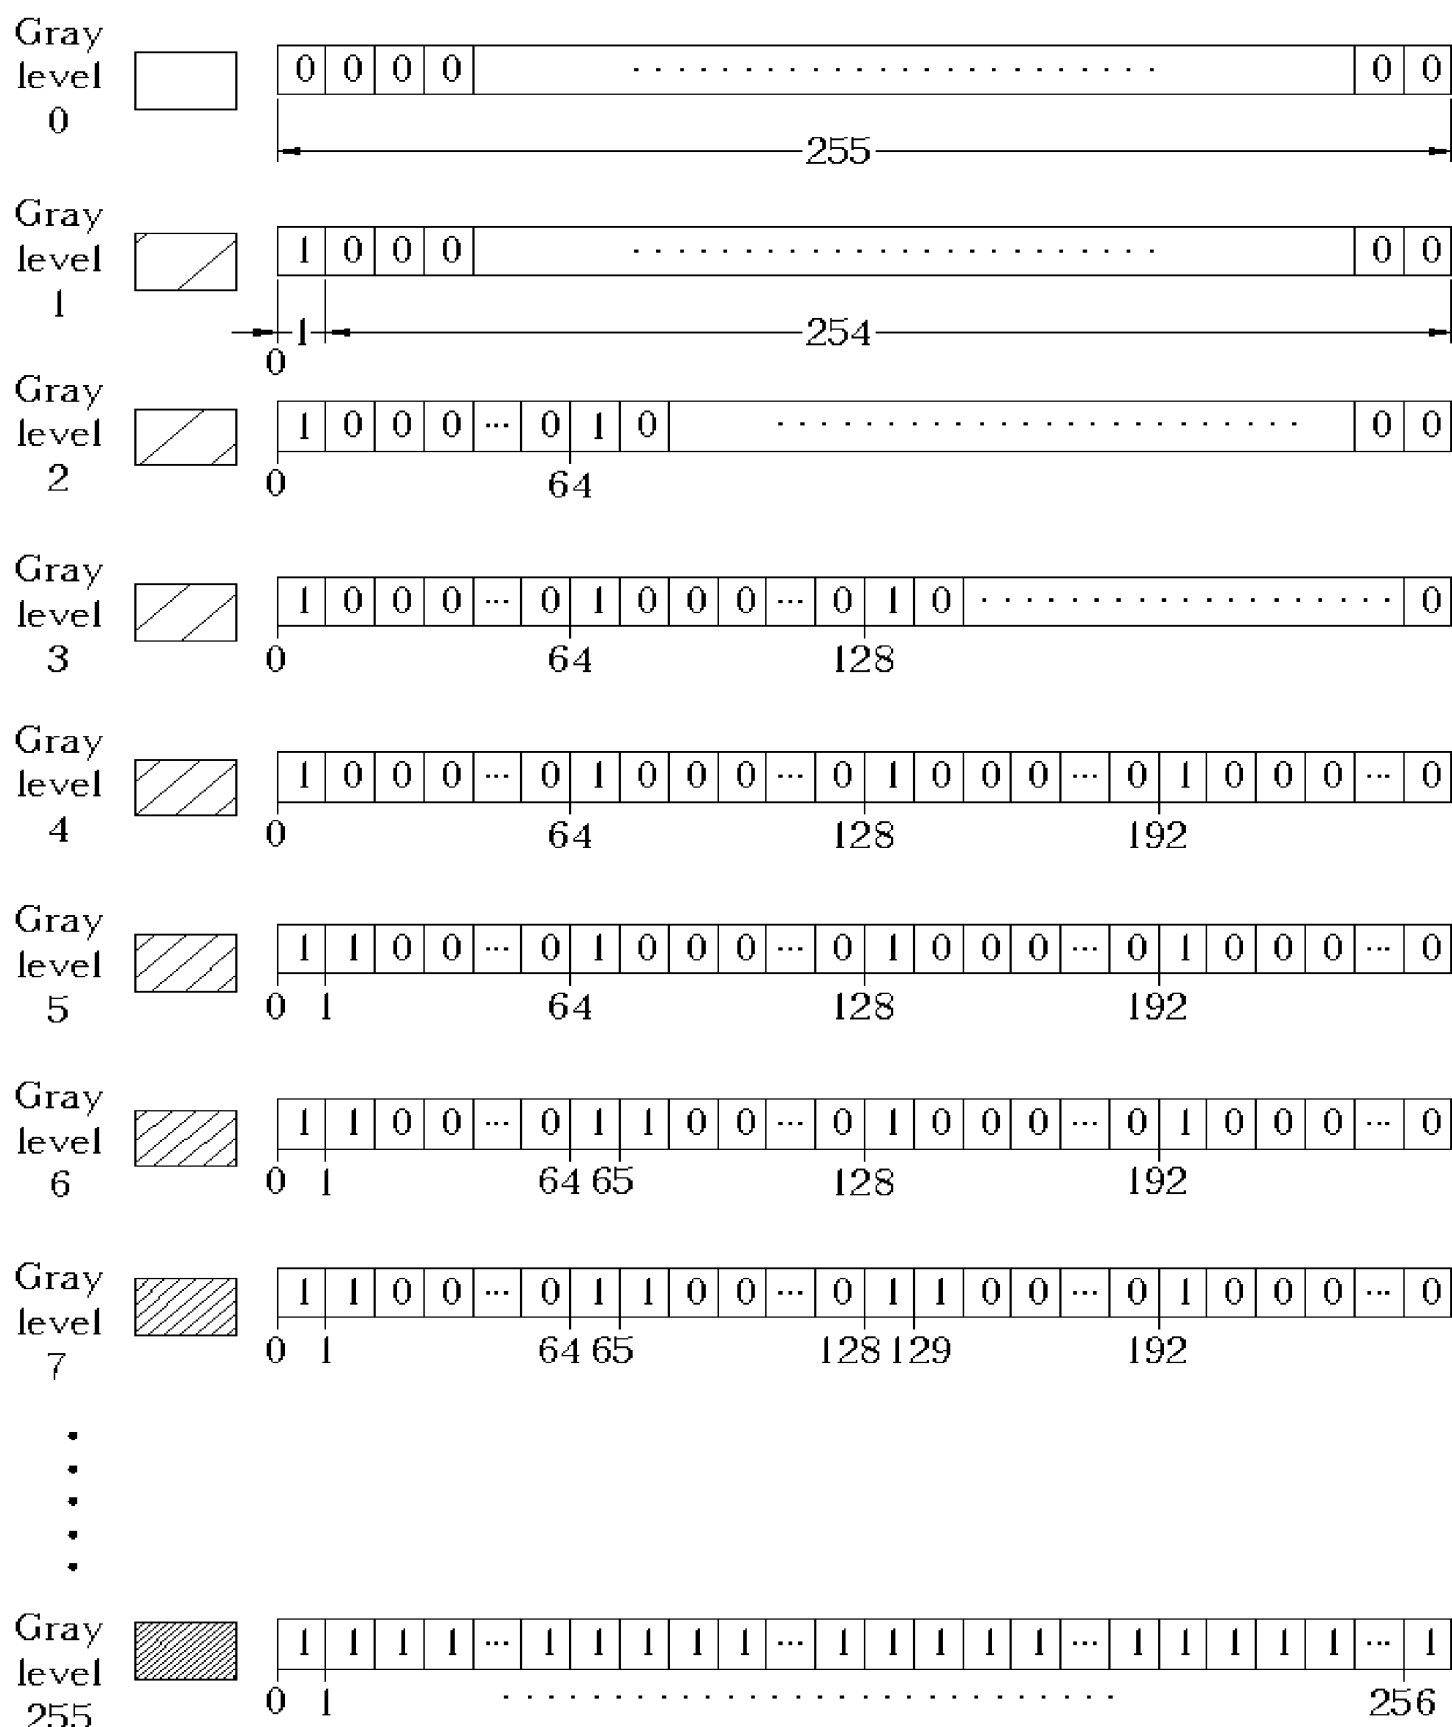 Gray
level
0
0 0 0 0 ........................ 0 0
255
Gray
level
1
1 0 0 0 ........................ 0 0
1 254
0
Gray
level
2
1 0 0 0 ... 0 1 0 ........................ 0 0
0 64
Gray
level
3
1 0 0 0 ... 0 1 0 0 0 ... 0 1 0 ................... 0
0 64 128
Gray
level
4
1 0 0 0 ... 0 1 0 0 0 ... 0 1 0 0 0 ... 0 1 0 0 0 ... 0
0 64 128 192
Gray
level
5
1 1 0 0 ... 0 1 0 0 0 ... 0 1 0 0 0 ... 0 1 0 0 0 ... 0
0 1 64 128 192
Gray
level
6
1 1 0 0 ... 0 1 1 0 0 ... 0 1 0 0 0 ... 0 1 0 0 0 ... 0
0 1 64 65 128 192
Gray
level
7
1 1 0 0 ... 0 1 1 0 0 ... 0 1 1 0 0 ... 0 1 0 0 0 ... 0
0 1 64 65 128 129 192
Gray
level
255
1 1 1 1 ... 1 1 1 1 1 ... 1 1 1 1 1 ... 1 1 1 1 1 ... 1
0 1 ............................ 256